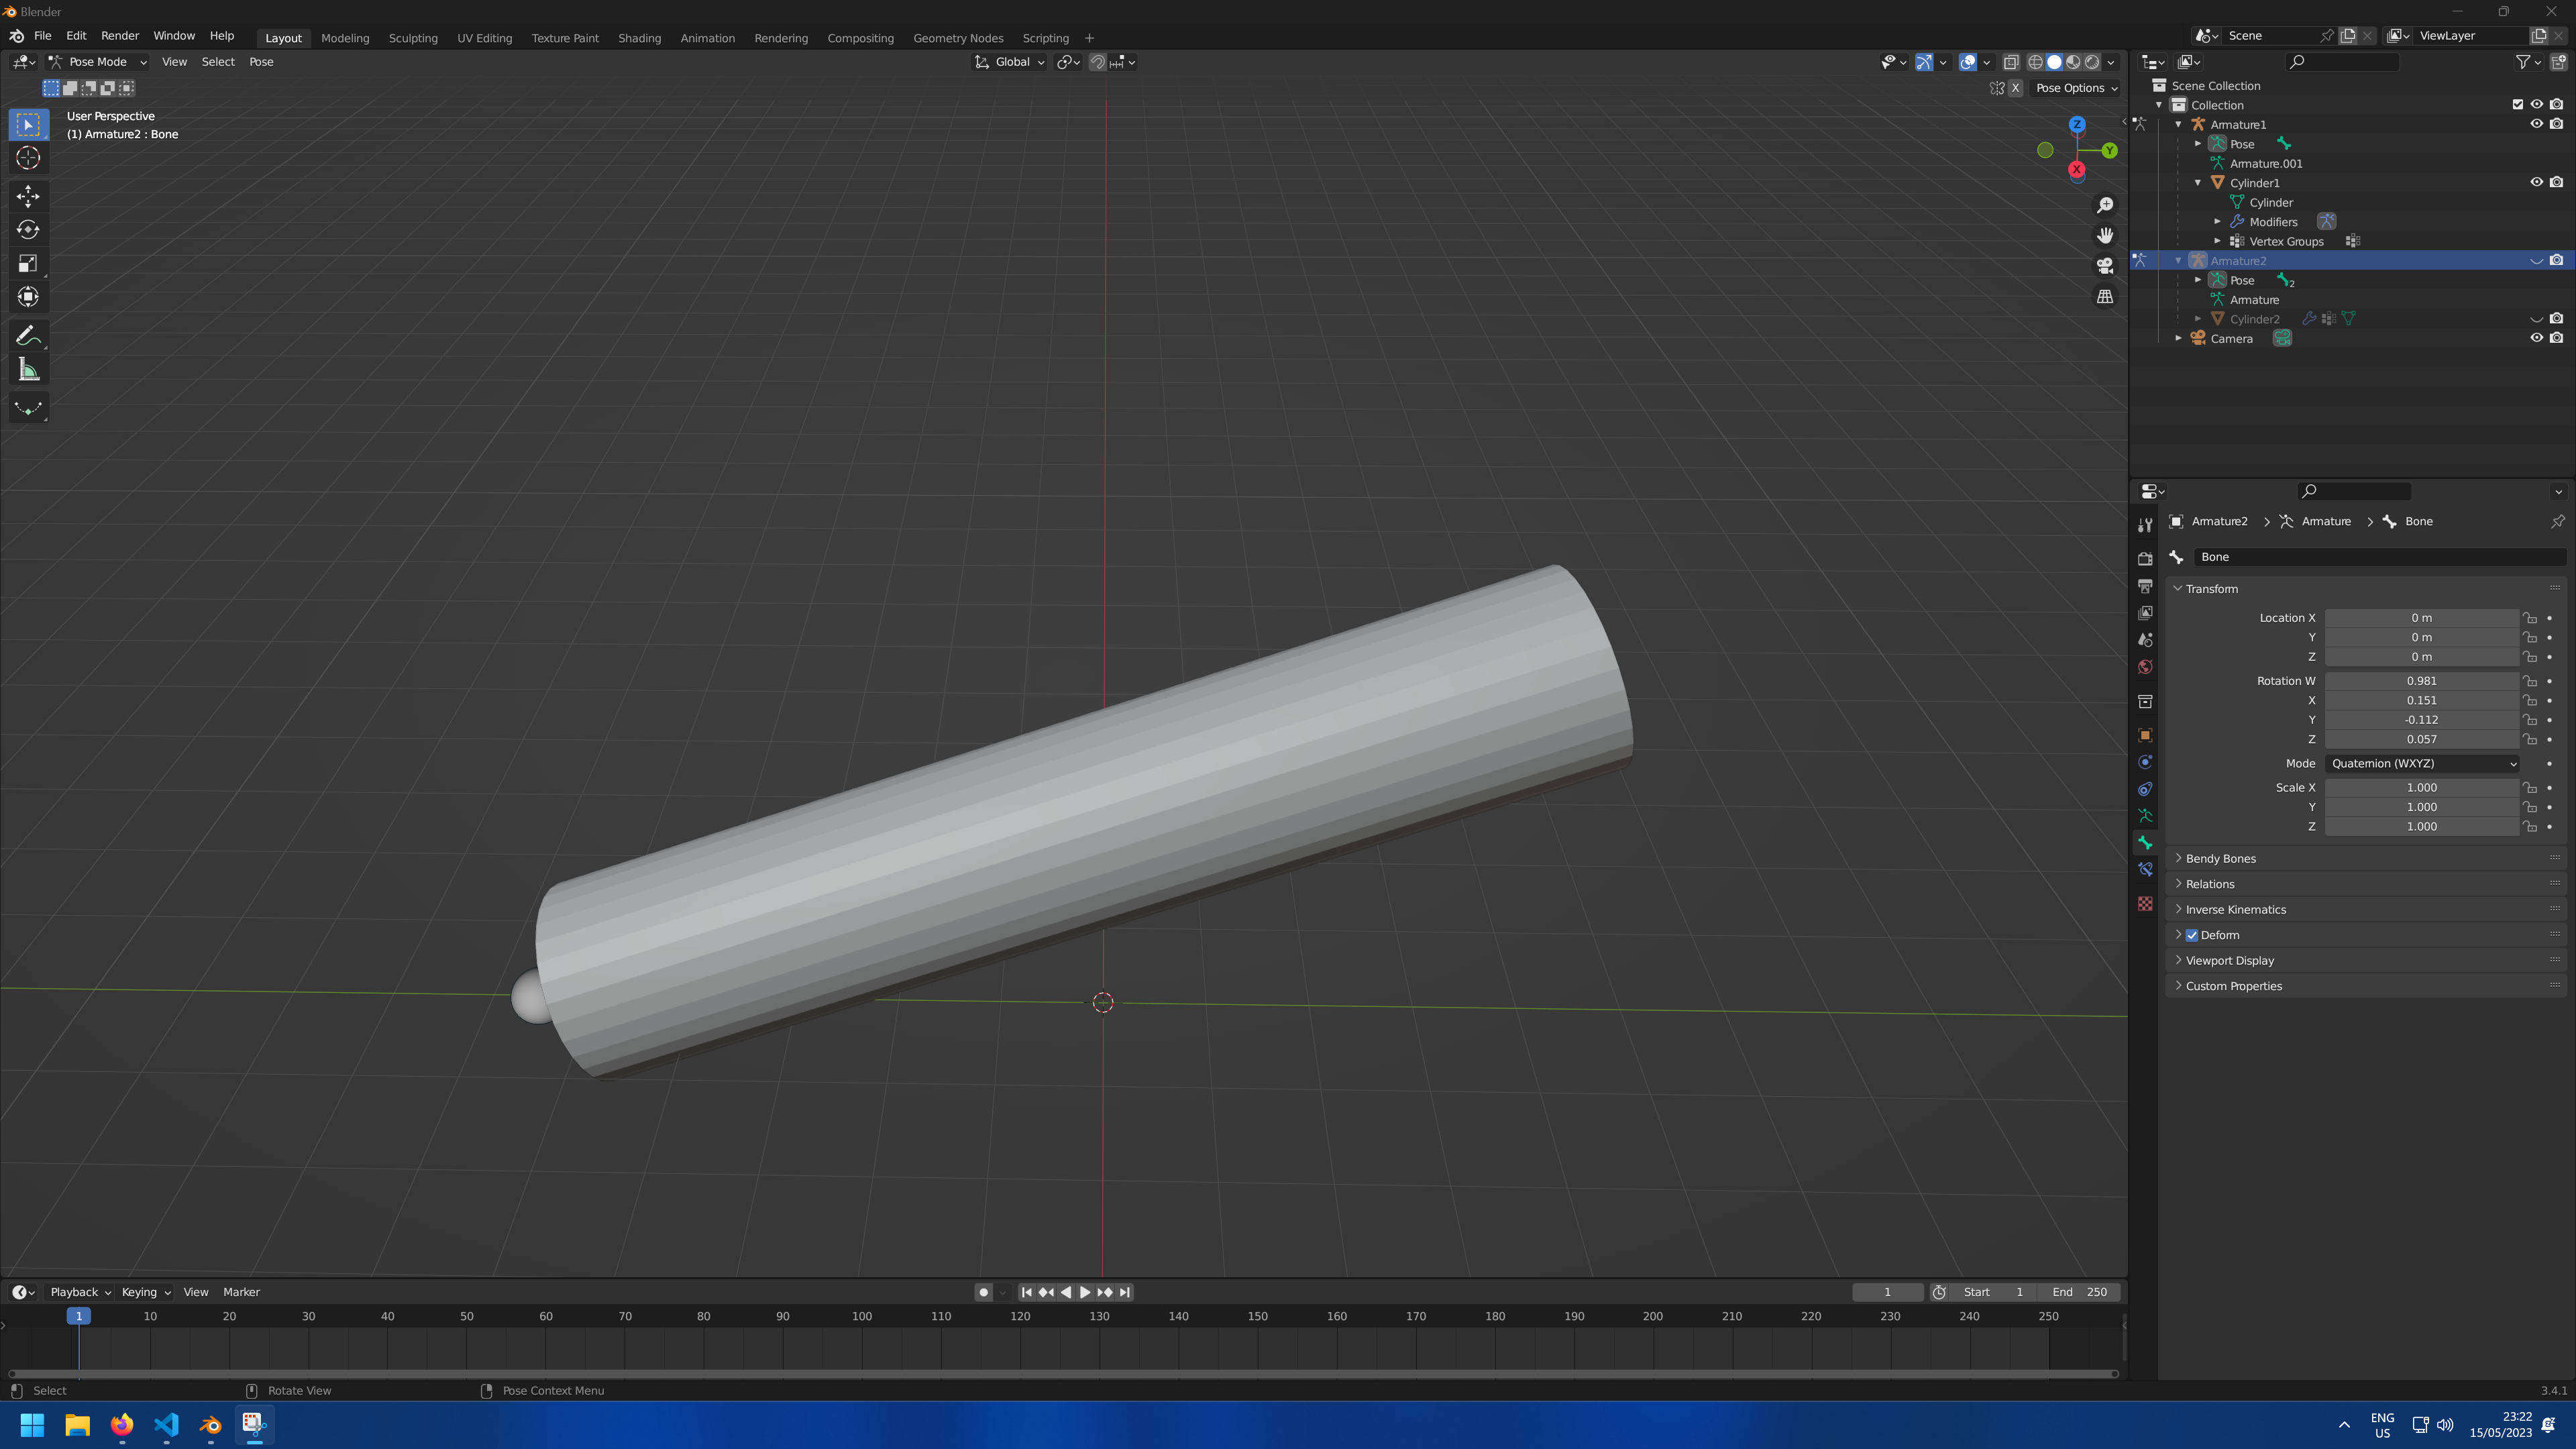 Blender
File Edit Render Window Help Layout Modeling Sculpting UV Editing Texture Paint Shading Animation Rendering Compositing Geometry Nodes Scripting + Scene ViewLayer
Pose Mode View Select Pose Global
X Pose Options
User Perspective
(1) Armature2 : Bone
Z
Y
X
Scene Collection
Collection
Armature1
Pose
Armature.001
Cylinder1
Cylinder
Modifiers
Vertex Groups
Armature2
Pose 2
Armature
Cylinder2
Camera
Armature2 > Armature > Bone
Bone
Transform
Location X 0 m
Y 0 m
Z 0 m
Rotation W 0.981
X 0.151
Y -0.112
Z 0.057
Mode Quaternion (WXYZ)
Scale X 1.000
Y 1.000
Z 1.000
Bendy Bones
Relations
Inverse Kinematics
Deform
Viewport Display
Custom Properties
Playback Keying View Marker 1 Start 1 End 250
1 10 20 30 40 50 60 70 80 90 100 110 120 130 140 150 160 170 180 190 200 210 220 230 240 250
Select Rotate View Pose Context Menu 3.4.1
ENG 23:22
US 15/05/2023